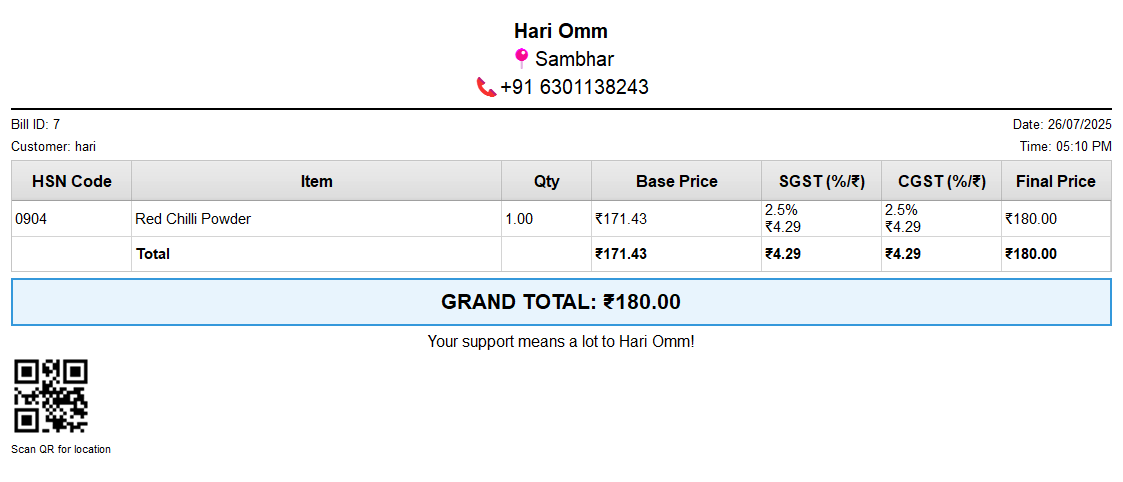 Hari Omm
📍 Sambhar
📞 +91 6301138243
Bill ID: 7 Date: 26/07/2025
Customer: hari Time: 05:10 PM
HSN Code Item Qty Base Price SGST (%/₹) CGST (%/₹) Final Price
0904 Red Chilli Powder 1.00 ₹171.43 2.5% ₹4.29 2.5% ₹4.29 ₹180.00
Total ₹171.43 ₹4.29 ₹4.29 ₹180.00
GRAND TOTAL: ₹180.00
Your support means a lot to Hari Omm!
Scan QR for location